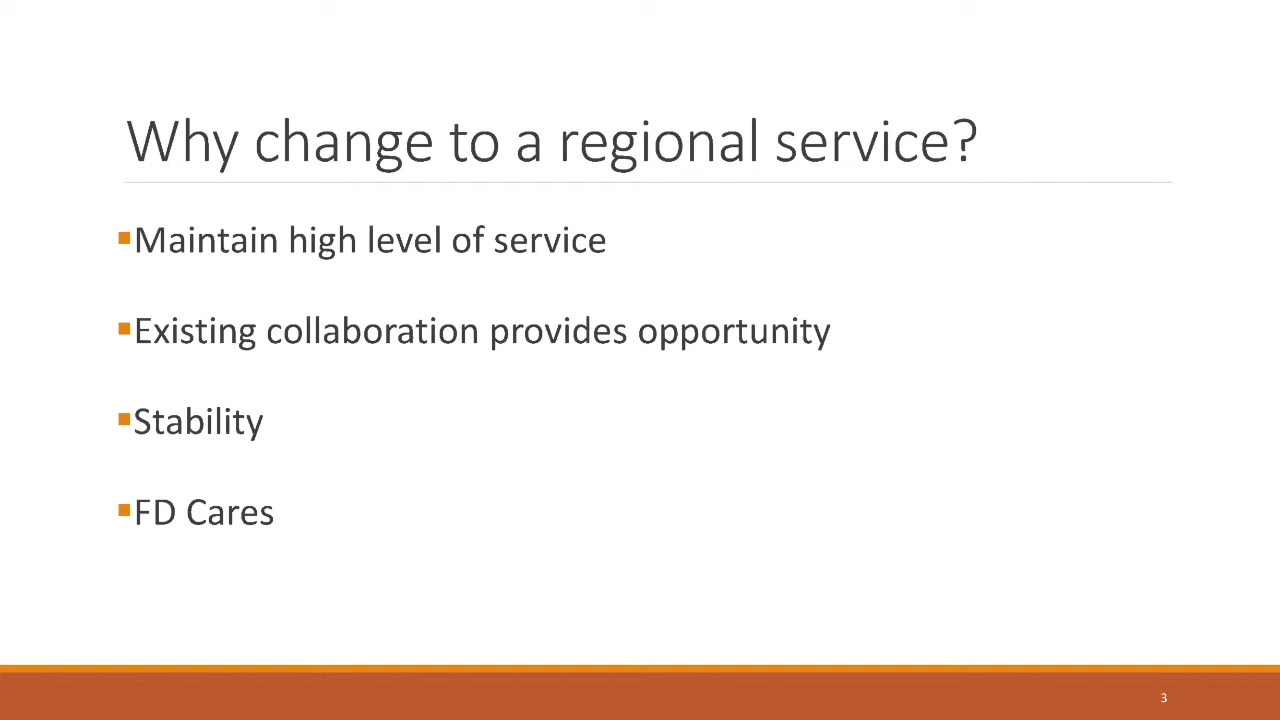 Why change to a regional service?
▪Maintain high level of service
▪Existing collaboration provides opportunity
▪Stability
▪FD Cares
3